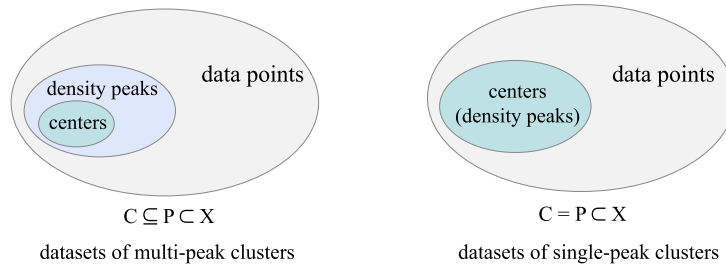 data points
density peaks
centers
C ⊆ P ⊂ X
datasets of multi-peak clusters
data points
centers
(density peaks)
C = P ⊂ X
datasets of single-peak clusters